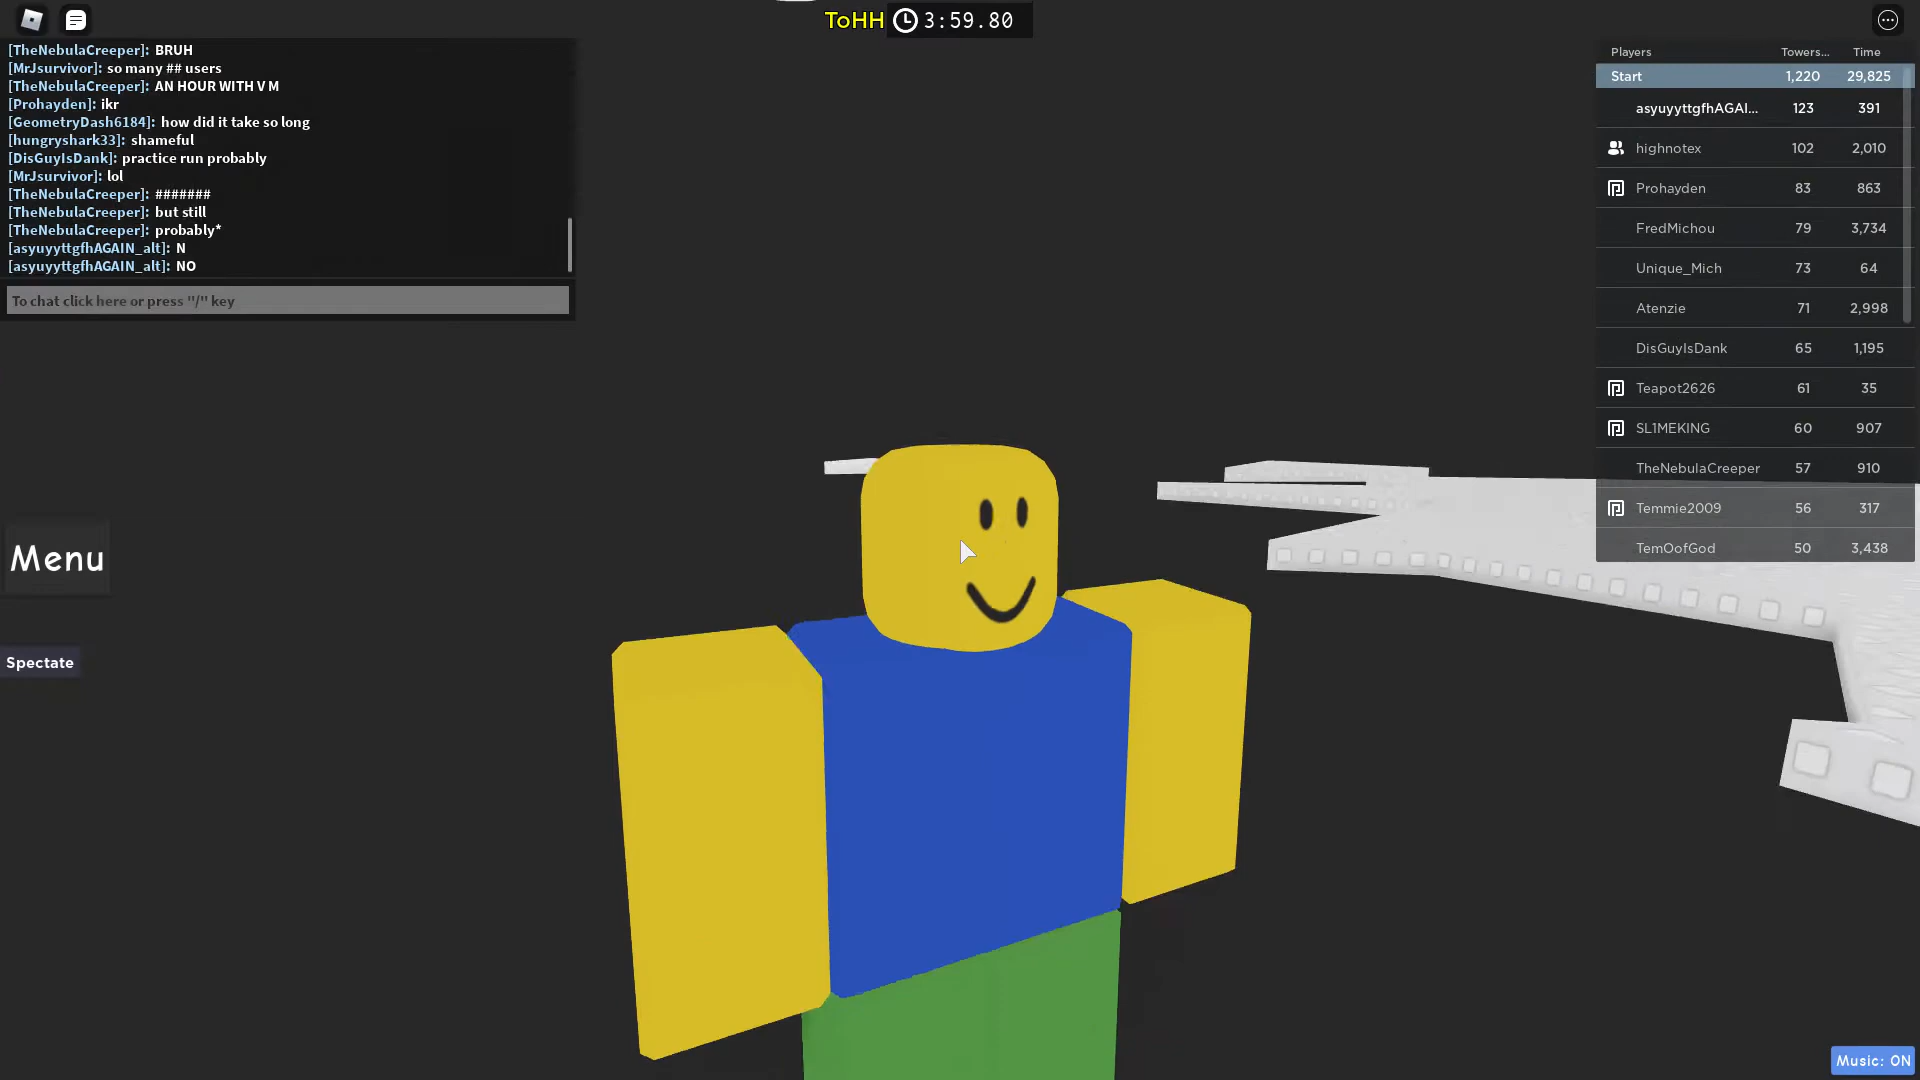 ToHH 3:59.80
[TheNebulaCreeper]: BRUH
[MrJsurvivor]: so many ## users
[TheNebulaCreeper]: AN HOUR WITH V M
[Prohayden]: ikr
[GeometryDash6184]: how did it take so long
[hungryshark33]: shameful
[DisGuyIsDank]: practice run probably
[MrJsurvivor]: lol
[TheNebulaCreeper]: #######
[TheNebulaCreeper]: but still
[TheNebulaCreeper]: probably*
[asyuyyttgfhAGAIN_alt]: N
[asyuyyttgfhAGAIN_alt]: NO
To chat click here or press "/" key
Menu
Spectate
Players Towers... Time
Start 1,220 29,825
asyuyyttgfhAGAI... 123 391
highnotex 102 2,010
Prohayden 83 863
FredMichou 79 3,734
Unique_Mich 73 64
Atenzie 71 2,998
DisGuyIsDank 65 1,195
Teapot2626 61 35
SL1MEKING 60 907
TheNebulaCreeper 57 910
Temmie2009 56 317
TemOofGod 50 3,438
Music: ON